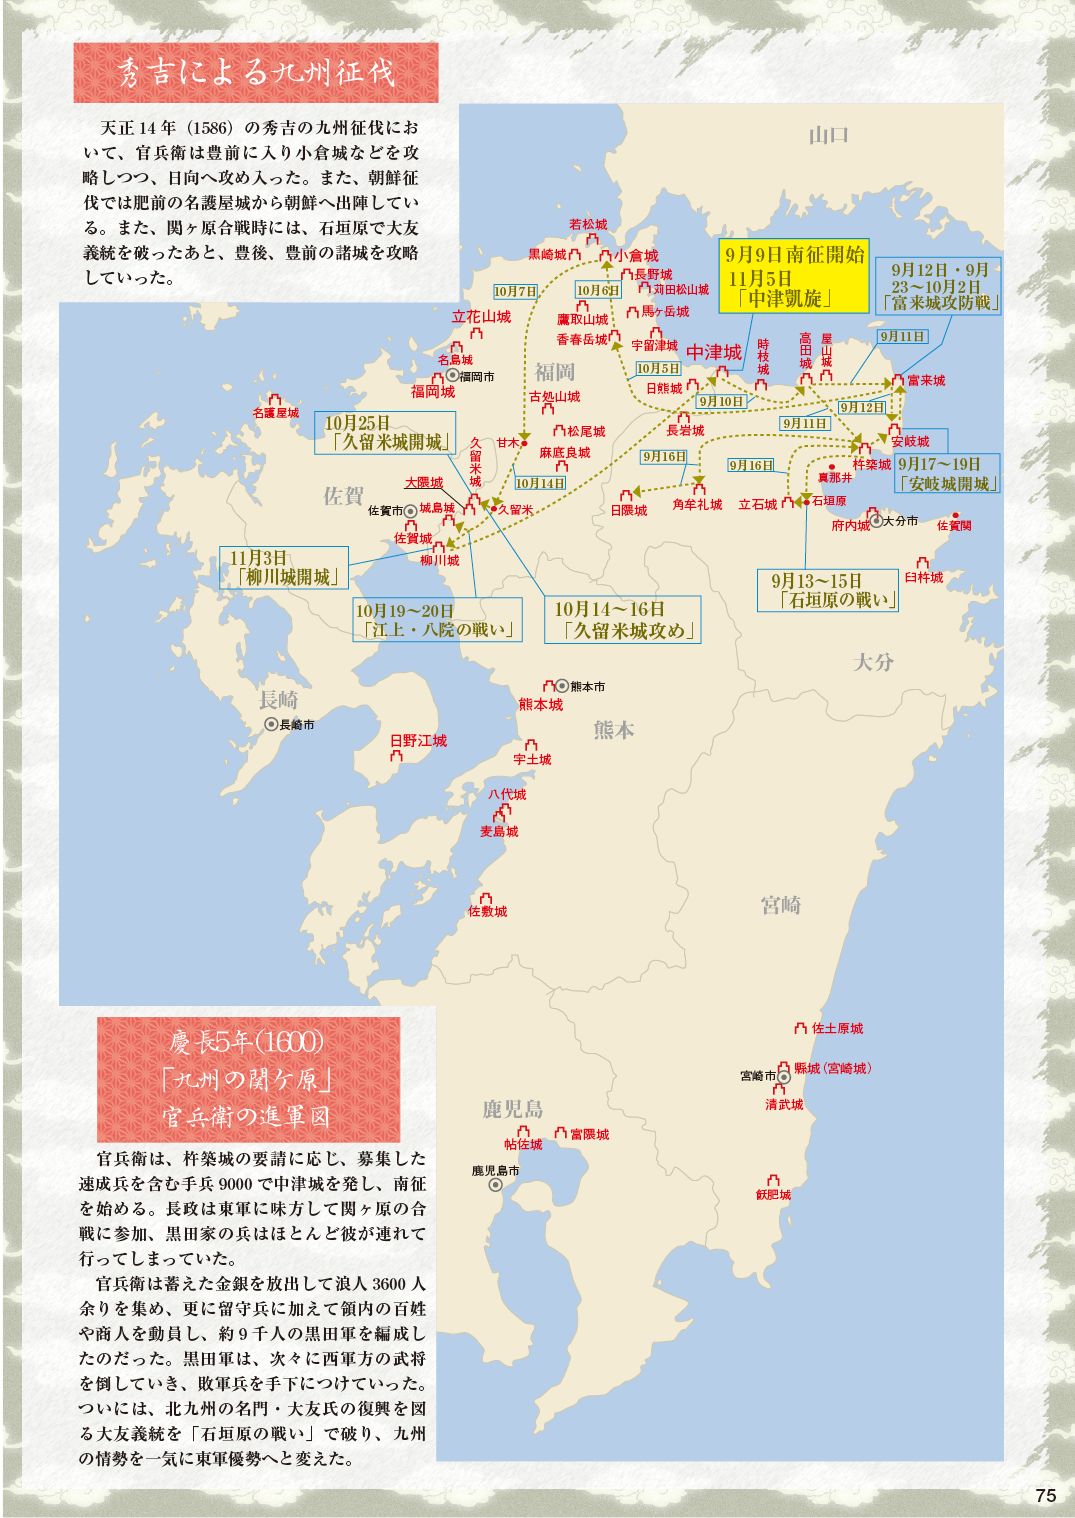 秀吉による九州征伐
天正14年（1586）の秀吉の九州征伐にお
いて、官兵衛は豊前に入り小倉城などを攻
略しつつ、日向へ攻め入った。また、朝鮮征
伐では肥前の名護屋城から朝鮮へ出陣してい
る。また、関ヶ原合戦時には、石垣原で大友
義統を破ったあと、豊後、豊前の諸城を攻略
していった。
山口
若松城
黒崎城
小倉城
長野城
苅田松山城
10月7日
10月6日
鷹取山城
馬ヶ岳城
香春岳城
宇留津城
立花山城
名島城
福岡市
福岡城
福岡
名護屋城
9月9日南征開始
11月5日
「中津凱旋」
9月12日・9月
23～10月2日
「富来城攻防戦」
中津城
時枝城
高田城
屋山城
9月11日
富来城
10月5日
日熊城
9月10日
9月12日
9月11日
古処山城
松尾城
長岩城
安岐城
10月25日
「久留米城開城」
久留米城
甘木
麻底良城
9月16日
9月16日
杵築城
真那井
9月17～19日
「安岐城開城」
10月14日
佐賀
大隈城
佐賀市
城島城
久留米
佐賀城
柳川城
日隈城
角牟礼城
立石城
石垣原
府内城
大分市
佐賀関
臼杵城
11月3日
「柳川城開城」
10月19～20日
「江上・八院の戦い」
10月14～16日
「久留米城攻め」
9月13～15日
「石垣原の戦い」
大分
長崎
長崎市
日野江城
熊本市
熊本城
熊本
宇土城
八代城
麦島城
佐敷城
宮崎
佐土原城
宮崎市
縣城（宮崎城）
清武城
飫肥城
鹿児島
帖佐城
富隈城
鹿児島市
慶長5年(1600)
「九州の関ケ原」
官兵衛の進軍図
官兵衛は、杵築城の要請に応じ、募集した
速成兵を含む手兵9000で中津城を発し、南征
を始める。長政は東軍に味方して関ヶ原の合
戦に参加、黒田家の兵はほとんど彼が連れて
行ってしまっていた。
官兵衛は蓄えた金銀を放出して浪人3600人
余りを集め、更に留守兵に加えて領内の百姓
や商人を動員し、約9千人の黒田軍を編成し
たのだった。黒田軍は、次々に西軍方の武将
を倒していき、敗軍兵を手下につけていった。
ついには、北九州の名門・大友氏の復興を図
る大友義統を「石垣原の戦い」で破り、九州
の情勢を一気に東軍優勢へと変えた。
75